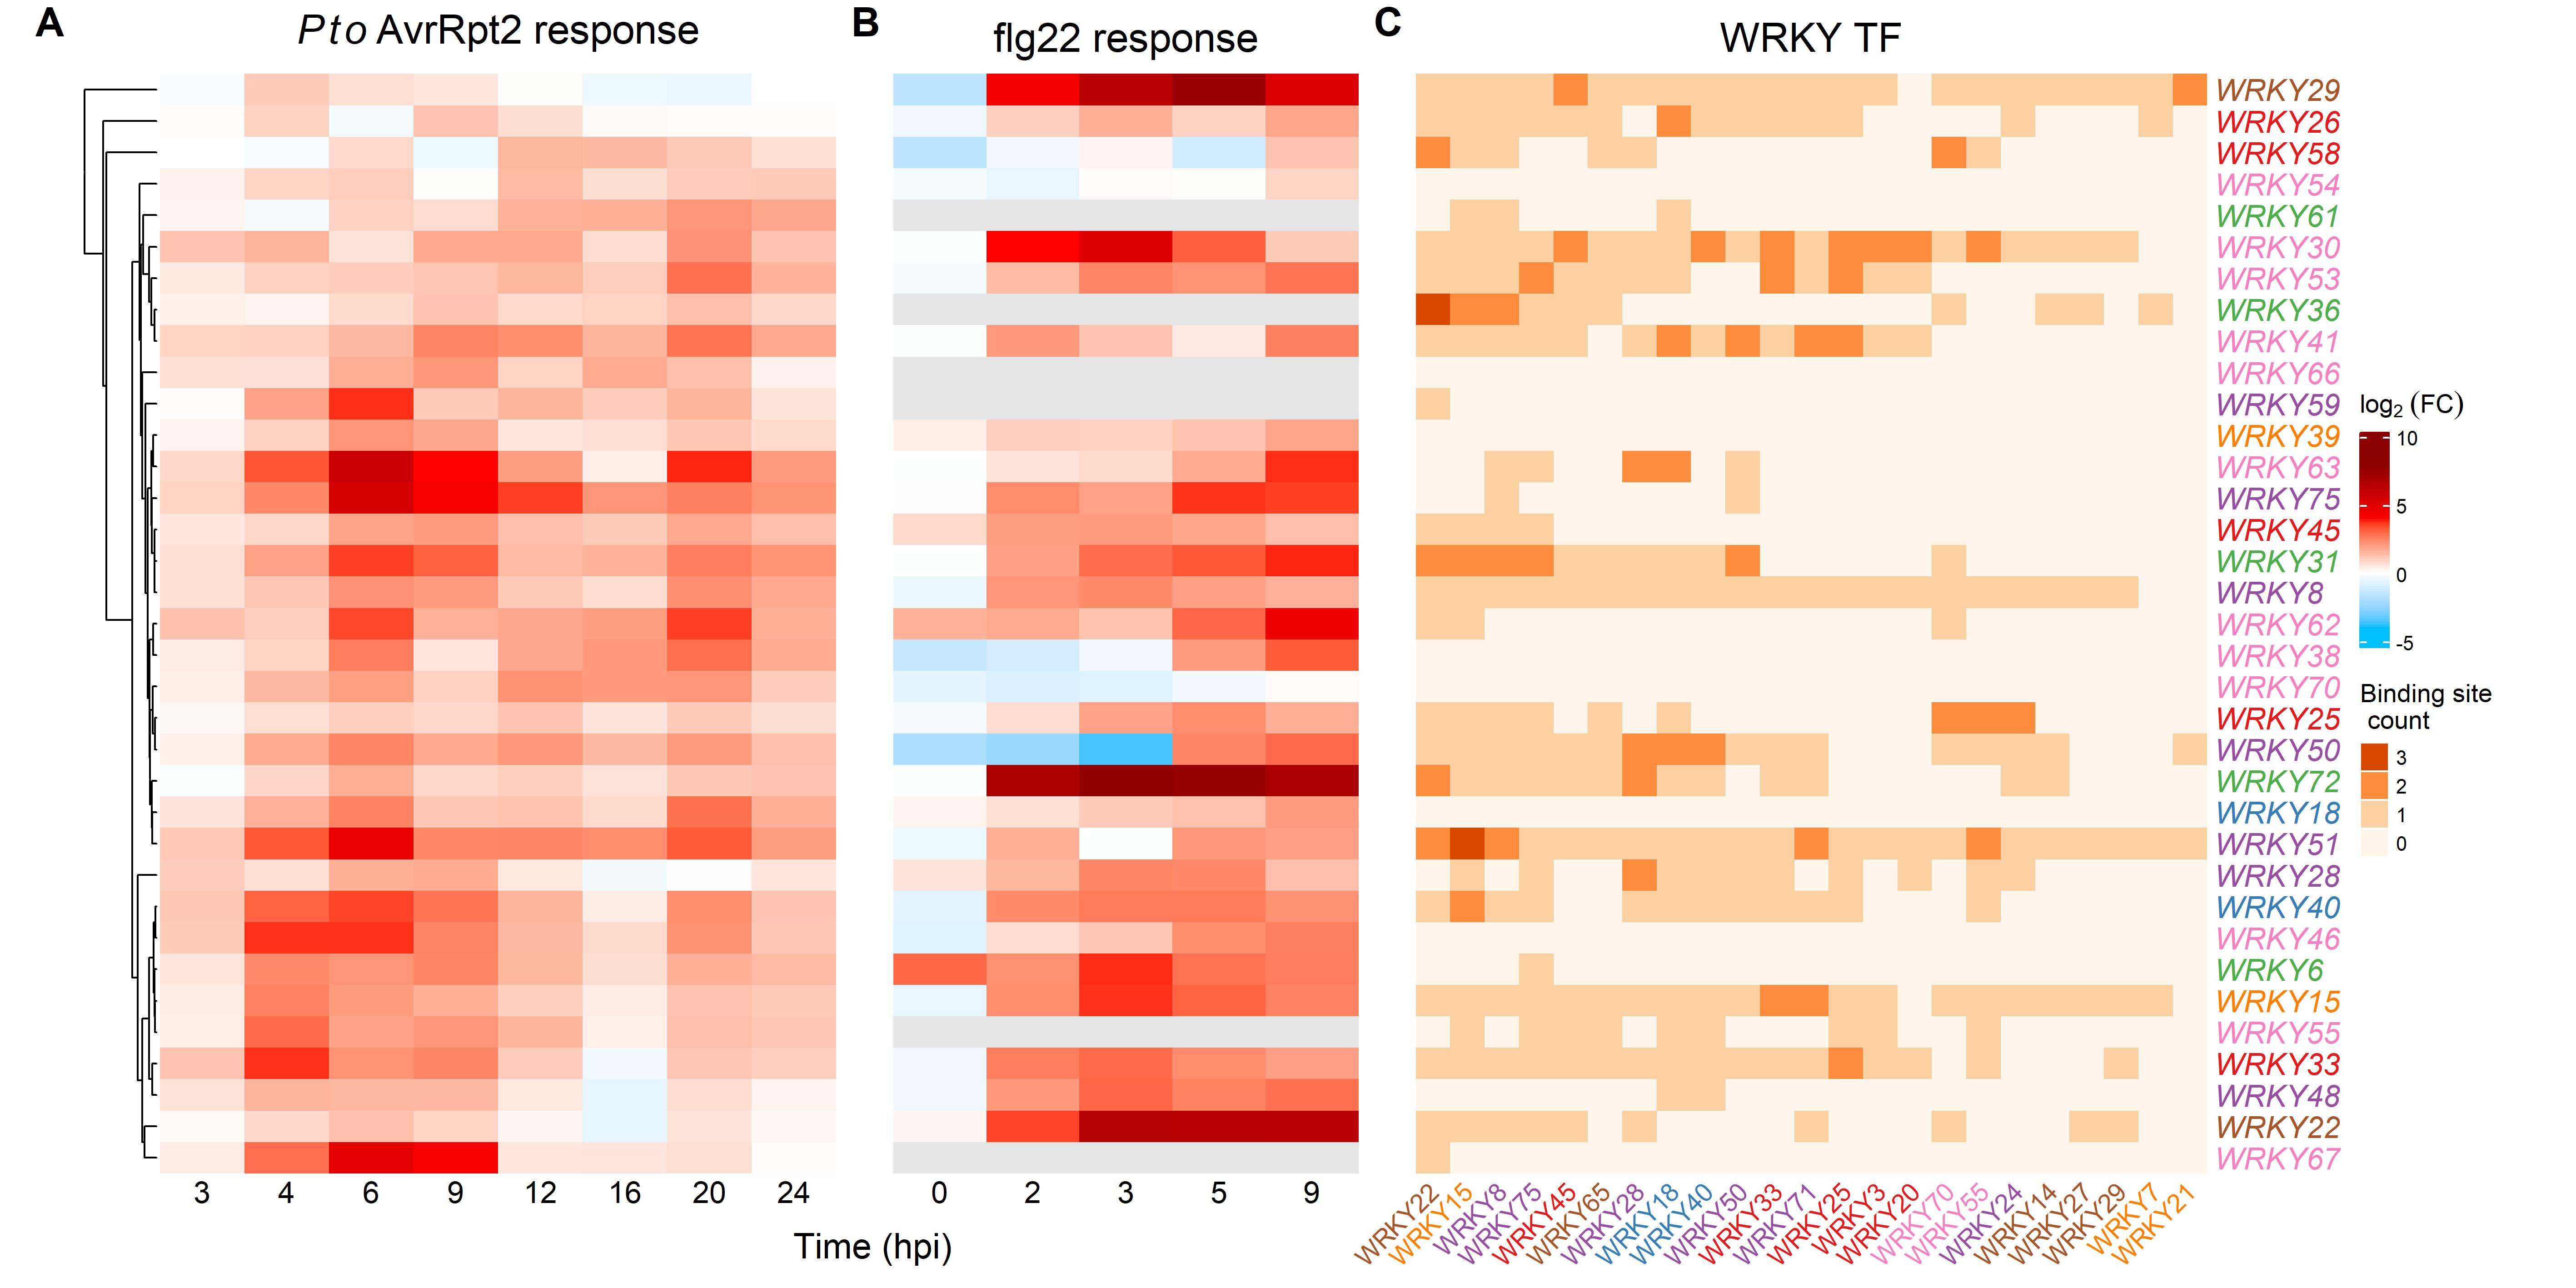 A
Pto AvrRpt2 response
B
flg22 response
C
WRKY TF
WRKY29
WRKY26
WRKY58
WRKY54
WRKY61
WRKY30
WRKY53
WRKY36
WRKY41
WRKY66
WRKY59
WRKY39
WRKY63
WRKY75
WRKY45
WRKY31
WRKY8
WRKY62
WRKY38
WRKY70
WRKY25
WRKY50
WRKY72
WRKY18
WRKY51
WRKY28
WRKY40
WRKY46
WRKY6
WRKY15
WRKY55
WRKY33
WRKY48
WRKY22
WRKY67
log2 (FC)
10
5
0
-5
Binding site
count
3
2
1
0
3 4 6 9 12 16 20 24
0 2 3 5 9
Time (hpi)
WRKY22
WRKY15
WRKY8
WRKY75
WRKY45
WRKY65
WRKY28
WRKY18
WRKY40
WRKY50
WRKY33
WRKY71
WRKY25
WRKY3
WRKY20
WRKY70
WRKY55
WRKY24
WRKY14
WRKY27
WRKY29
WRKY7
WRKY21